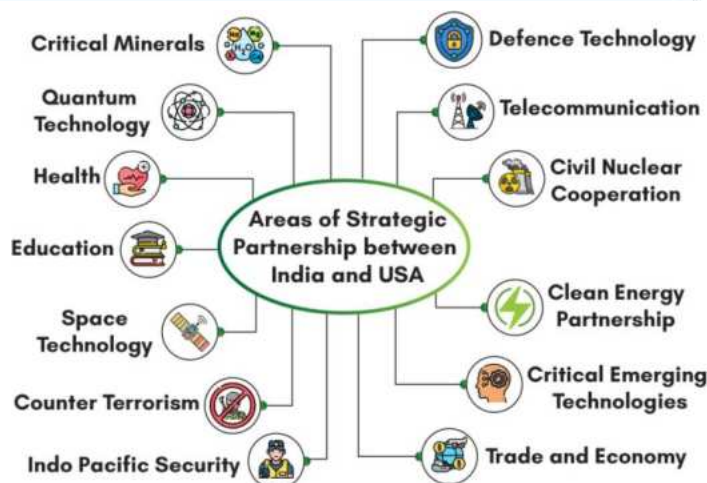 Areas of Strategic
Partnership between
India and USA
Critical Minerals
Quantum
Technology
Health
Education
Space
Technology
Counter Terrorism
Indo Pacific Security
Defence Technology
Telecommunication
Civil Nuclear
Cooperation
Clean Energy
Partnership
Critical Emerging
Technologies
Trade and Economy
H₂O